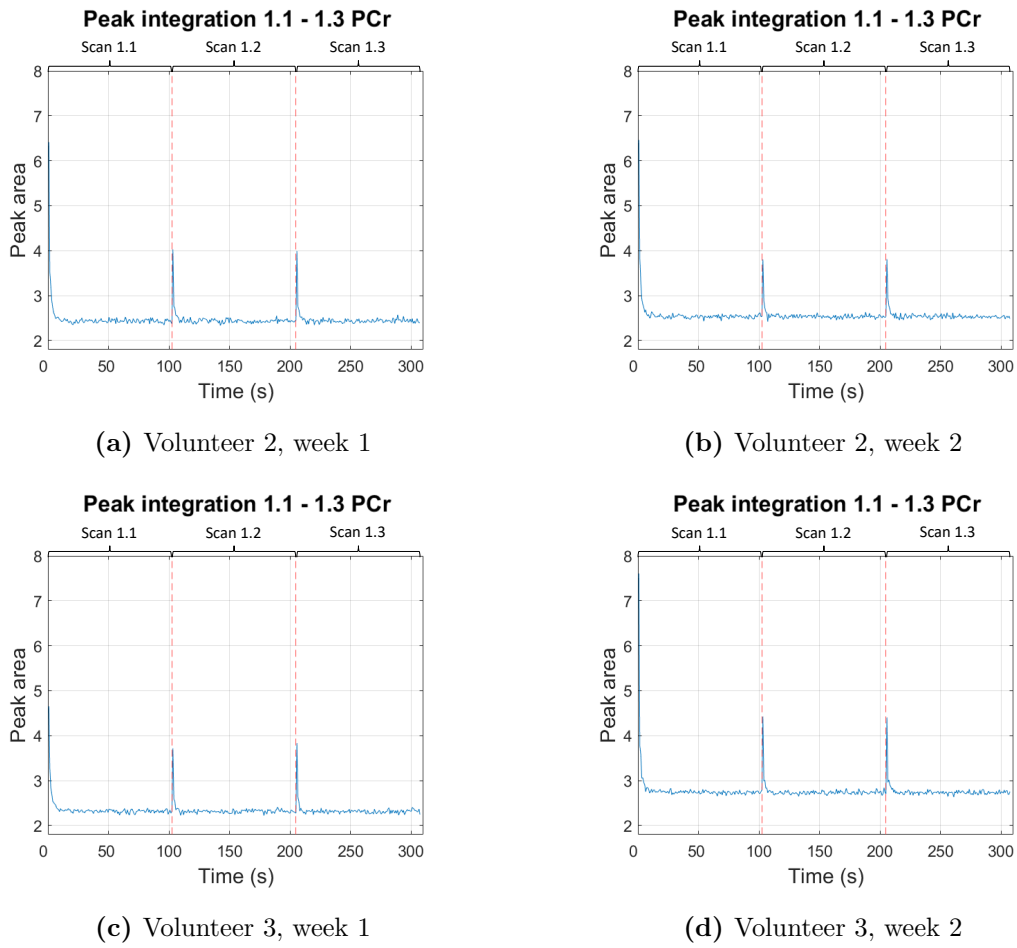 Peak integration 1.1 - 1.3 PCr
Scan 1.1 Scan 1.2 Scan 1.3
8
7
6
5
4
3
2
Peak area
0 50 100 150 200 250 300
Time (s)
(a) Volunteer 2, week 1
Peak integration 1.1 - 1.3 PCr
Scan 1.1 Scan 1.2 Scan 1.3
8
7
6
5
4
3
2
Peak area
0 50 100 150 200 250 300
Time (s)
(b) Volunteer 2, week 2
Peak integration 1.1 - 1.3 PCr
Scan 1.1 Scan 1.2 Scan 1.3
8
7
6
5
4
3
2
Peak area
0 50 100 150 200 250 300
Time (s)
(c) Volunteer 3, week 1
Peak integration 1.1 - 1.3 PCr
Scan 1.1 Scan 1.2 Scan 1.3
8
7
6
5
4
3
2
Peak area
0 50 100 150 200 250 300
Time (s)
(d) Volunteer 3, week 2